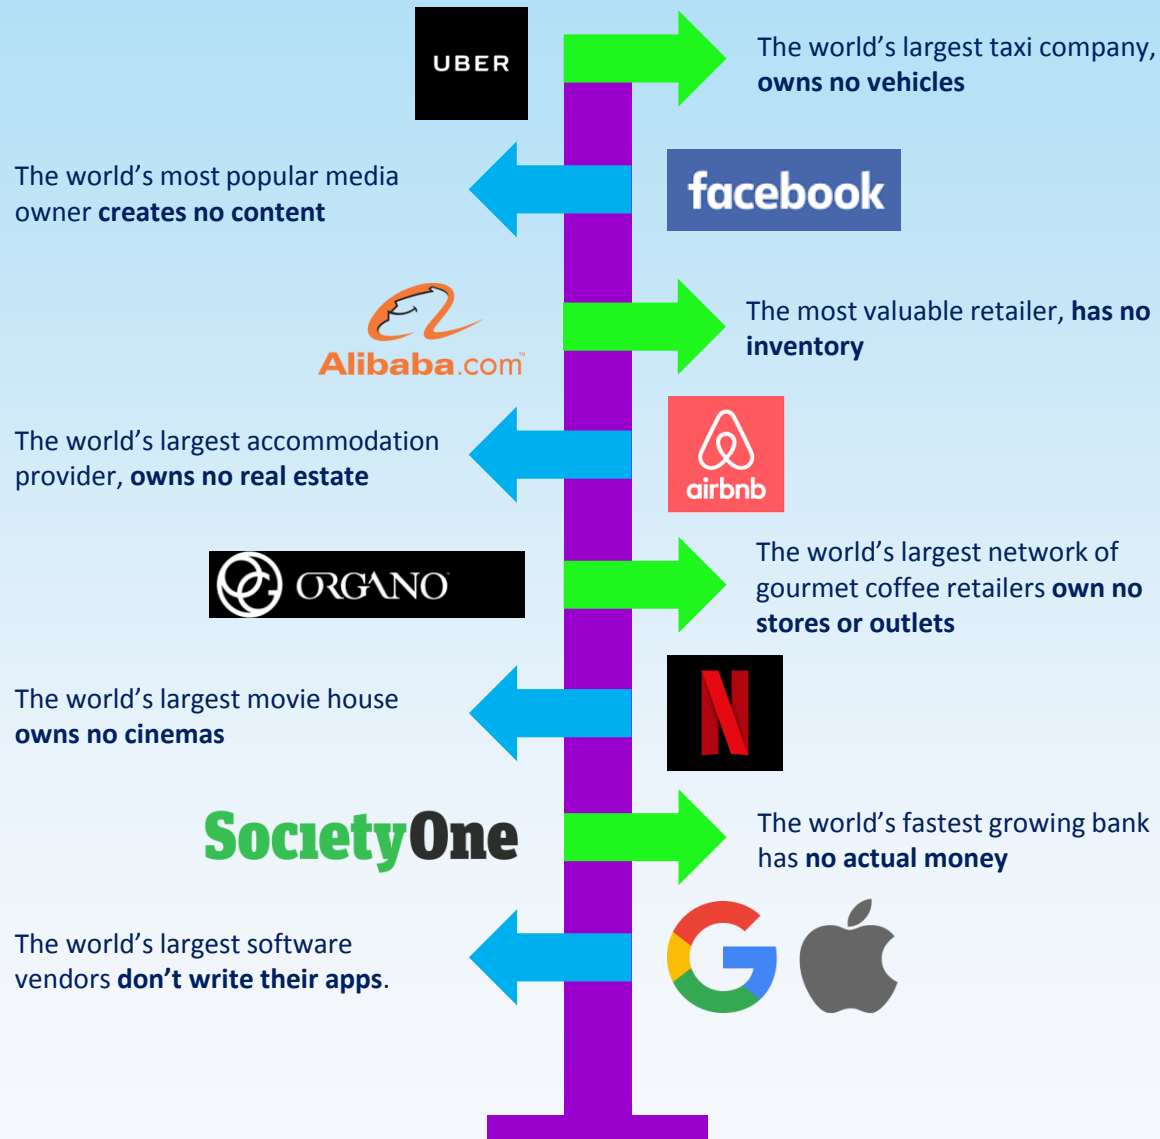 UBER
The world’s largest taxi company,
owns no vehicles
The world’s most popular media
owner creates no content
facebook
Alibaba.com™
The most valuable retailer, has no
inventory
The world’s largest accommodation
provider, owns no real estate
airbnb
ORGANO
The world’s largest network of
gourmet coffee retailers own no
stores or outlets
The world’s largest movie house
owns no cinemas
N
SocietyOne
The world’s fastest growing bank
has no actual money
The world’s largest software
vendors don’t write their apps.
G